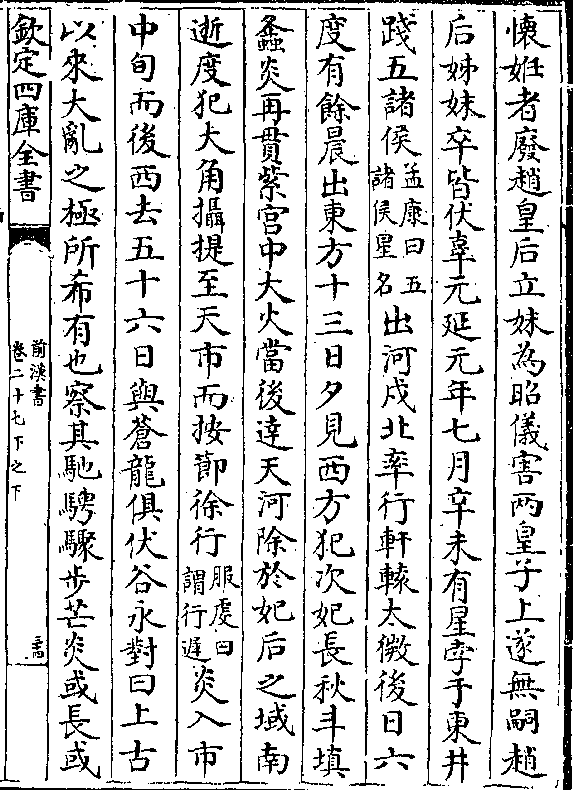 懐姙者廢趙皇后立妹為昭儀害兩皇子上遂無嗣趙
后姊妹卒皆伏辜元延元年七月辛未有星孛于東井
踐五諸侯孟康曰五諸侯星名出河戍北率行軒轅太微後日六
度有餘晨出東方十三日夕見西方犯次妃長秋斗填
螽炎再貫紫宫中大火當後達天河除於妃后之域南
逝度犯大角攝提至天市而按節徐行服䖍曰謂行遲炎入市
中旬而後西去五十六日與蒼龍俱伏谷永對曰上古
以來大亂之極所希有也察其馳騁驟步芒炎或長或
欽定四庫全書
前漢書
卷二十七下之下